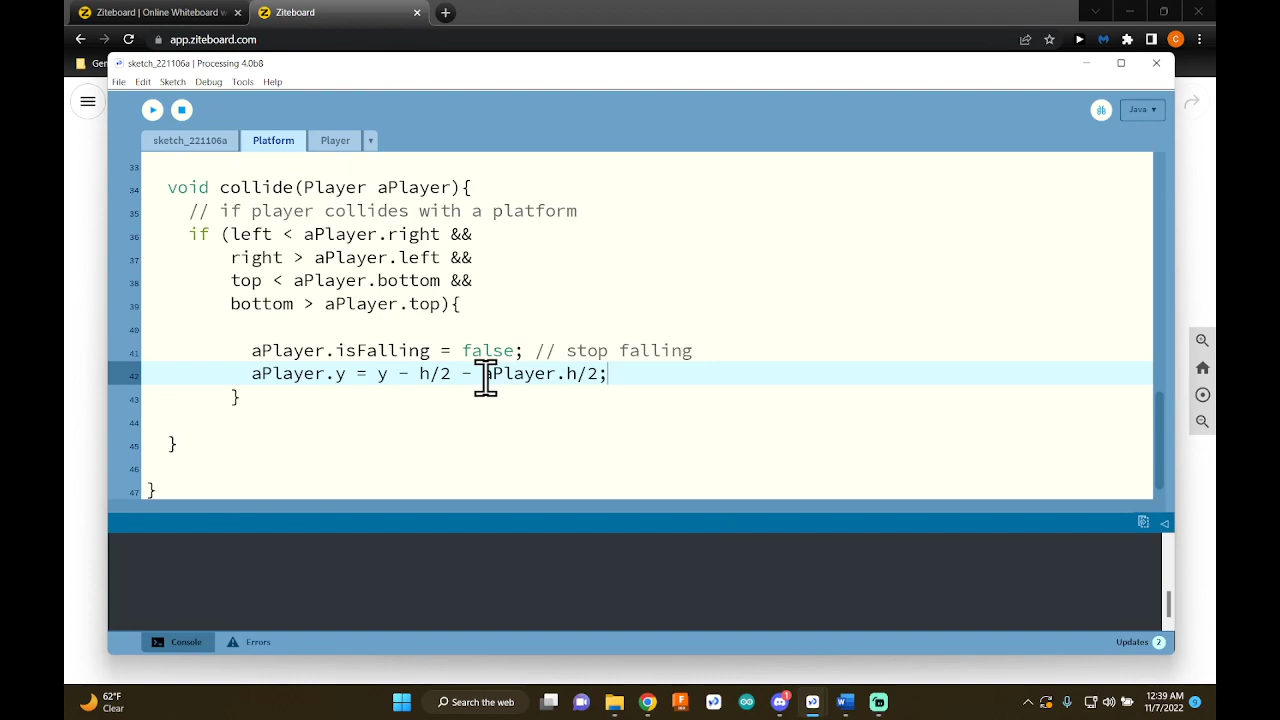 Ziteboard | Online Whiteboard w
Ziteboard
app.ziteboard.com
C
Gen
sketch_221106a | Processing 4.0b8
File Edit Sketch Debug Tools Help
Java
sketch_221106a Platform Player
33
34 void collide(Player aPlayer){
35 // if player collides with a platform
36 if (left < aPlayer.right &&
37 right > aPlayer.left &&
38 top < aPlayer.bottom &&
39 bottom > aPlayer.top){
40
41 aPlayer.isFalling = false; // stop falling
42 aPlayer.y = y - h/2 - aPlayer.h/2;
43 }
44
45 }
46
47 }
Console Errors Updates 2
62°F
Clear
Search the web
1
12:39 AM
11/7/2022
9